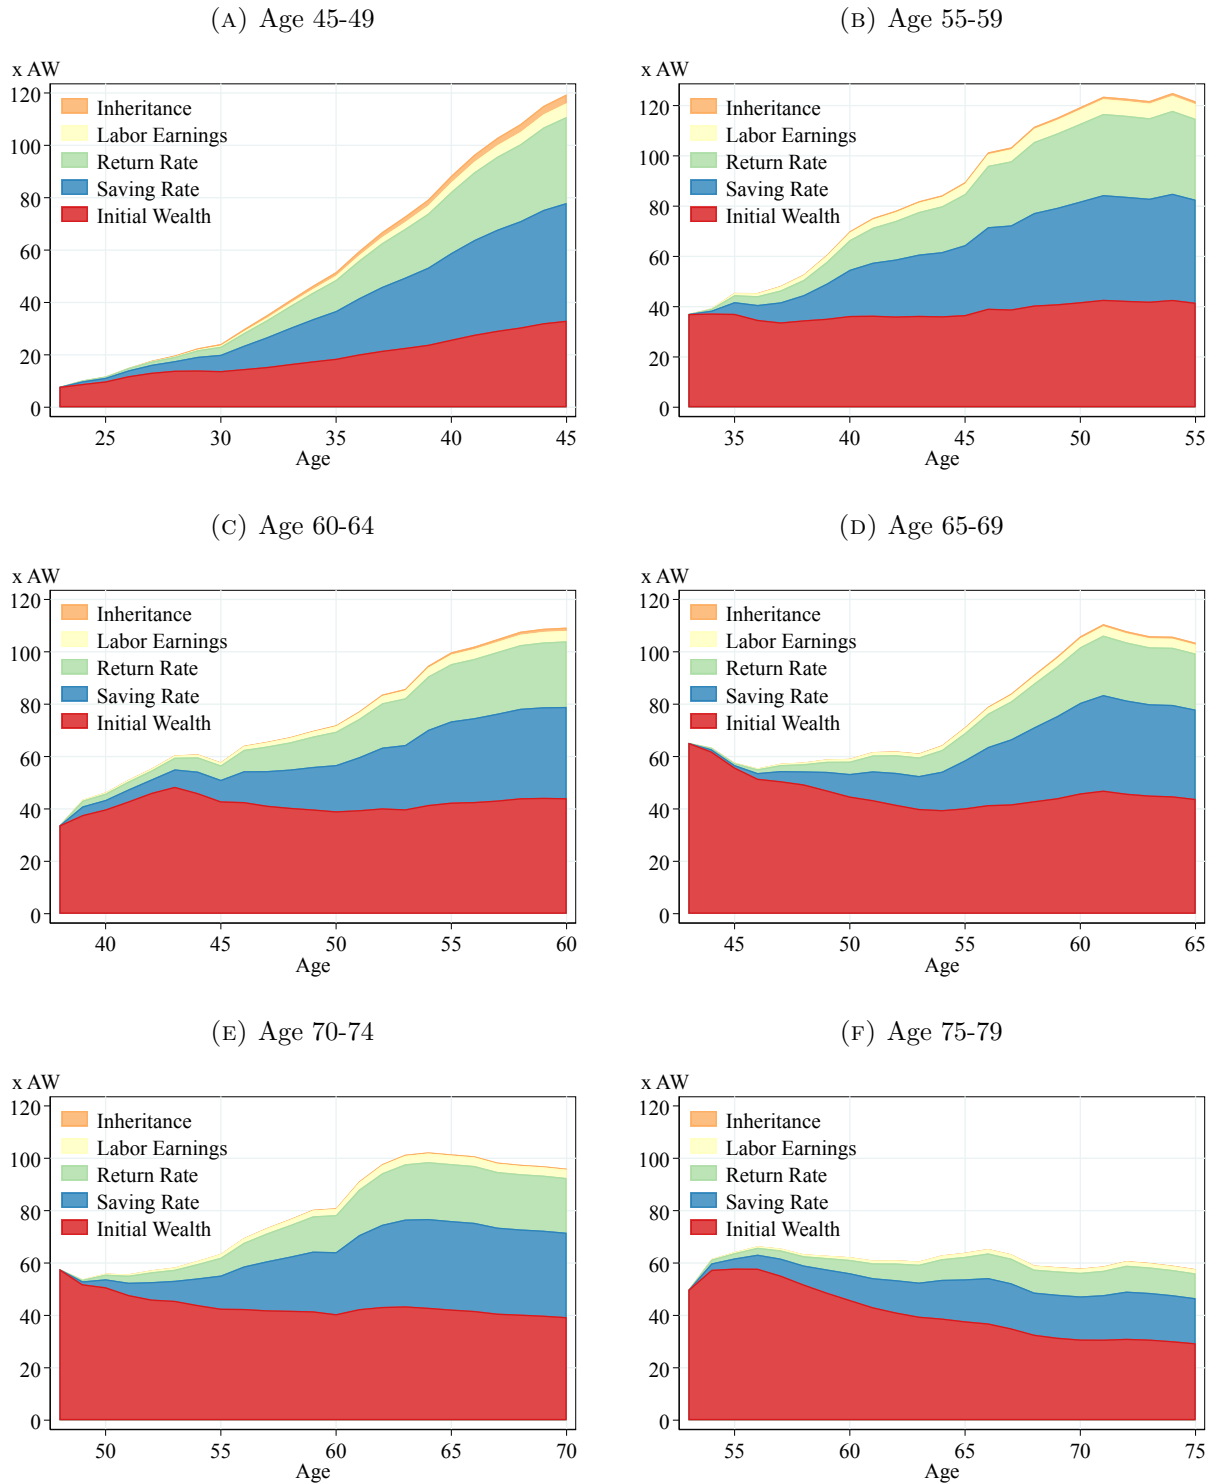 (A) Age 45-49
x AW
120
100
80
60
40
20
0
Inheritance
Labor Earnings
Return Rate
Saving Rate
Initial Wealth
25 30 35 40 45
Age
(B) Age 55-59
x AW
120
100
80
60
40
20
0
Inheritance
Labor Earnings
Return Rate
Saving Rate
Initial Wealth
35 40 45 50 55
Age
(C) Age 60-64
x AW
120
100
80
60
40
20
0
Inheritance
Labor Earnings
Return Rate
Saving Rate
Initial Wealth
40 45 50 55 60
Age
(D) Age 65-69
x AW
120
100
80
60
40
20
0
Inheritance
Labor Earnings
Return Rate
Saving Rate
Initial Wealth
45 50 55 60 65
Age
(E) Age 70-74
x AW
120
100
80
60
40
20
0
Inheritance
Labor Earnings
Return Rate
Saving Rate
Initial Wealth
50 55 60 65 70
Age
(F) Age 75-79
x AW
120
100
80
60
40
20
0
Inheritance
Labor Earnings
Return Rate
Saving Rate
Initial Wealth
55 60 65 70 75
Age